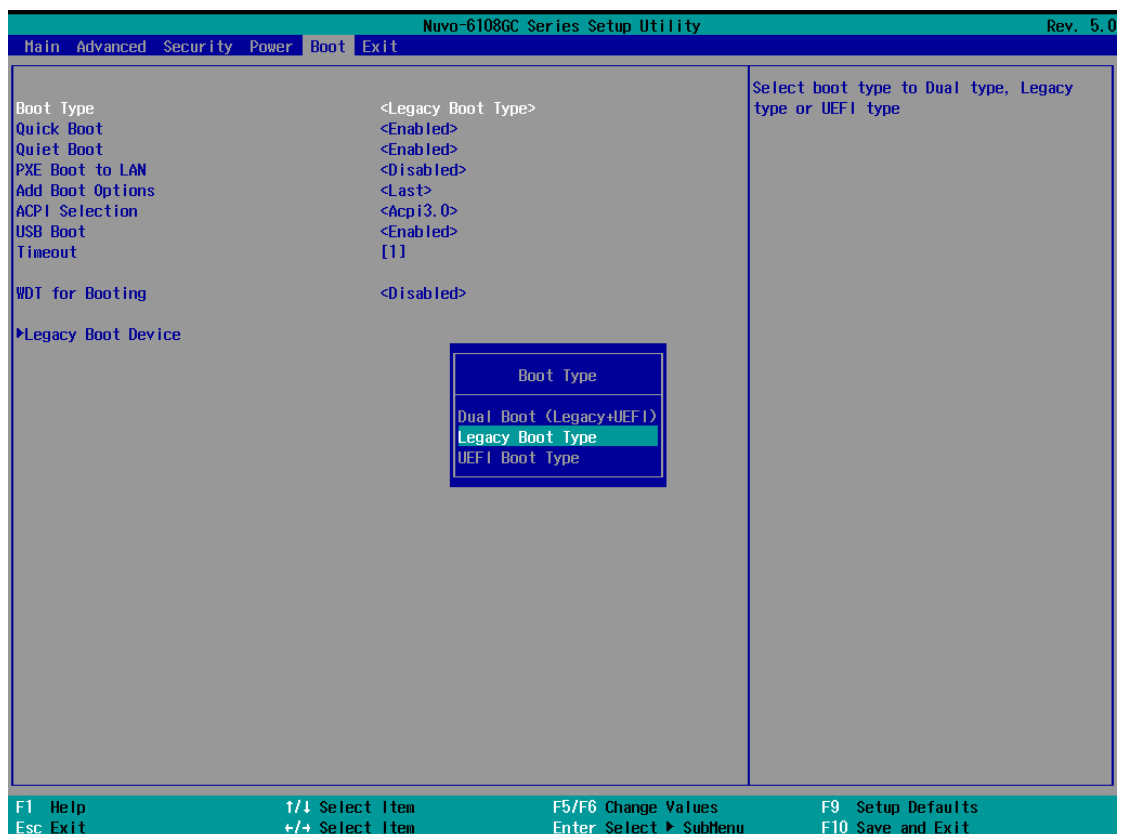 Nuvo-6108GC Series Setup Utility Rev. 5.0
Main Advanced Security Power Boot Exit
Select boot type to Dual type, Legacy
type or UEFI type
Boot Type <Legacy Boot Type>
Quick Boot <Enabled>
Quiet Boot <Enabled>
PXE Boot to LAN <Disabled>
Add Boot Options <Last>
ACPI Selection <Acpi3.0>
USB Boot <Enabled>
Timeout [1]
WDT for Booting <Disabled>
▶Legacy Boot Device
Boot Type
Dual Boot (Legacy+UEFI)
Legacy Boot Type
UEFI Boot Type
F1 Help ↑/↓ Select Item F5/F6 Change Values F9 Setup Defaults
Esc Exit ←/→ Select Item Enter Select ▶ SubMenu F10 Save and Exit